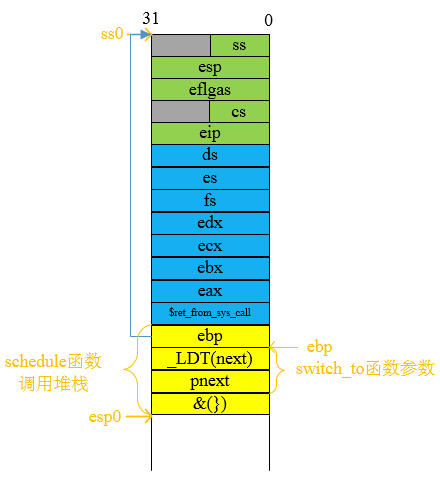 31 0
ss0
ss
esp
eflgas
cs
eip
ds
es
fs
edx
ecx
ebx
eax
$ret_from_sys_call
ebp
ebp
_LDT(next)
schedule函数
调用堆栈
switch_to函数参数
pnext
&(})
esp0